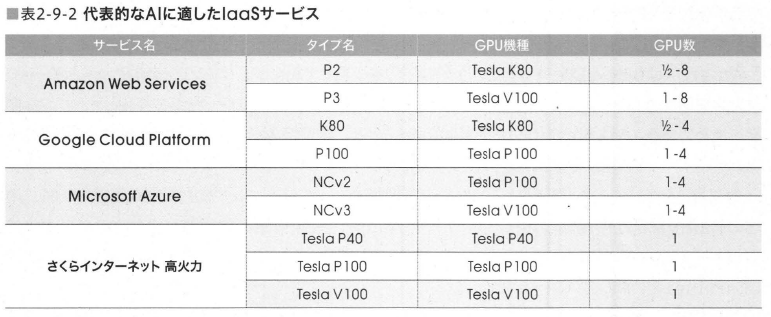 ■表2-9-2 代表的なAIに適したIaaSサービス
サービス名 タイプ名 GPU機種 GPU数
Amazon Web Services P2 Tesla K80 ½-8
P3 Tesla V100 1-8
Google Cloud Platform K80 Tesla K80 ½-4
P100 Tesla P100 1-4
Microsoft Azure NCv2 Tesla P100 1-4
NCv3 Tesla V100 1-4
さくらインターネット 高火力 Tesla P40 Tesla P40 1
Tesla P100 Tesla P100 1
Tesla V100 Tesla V100 1